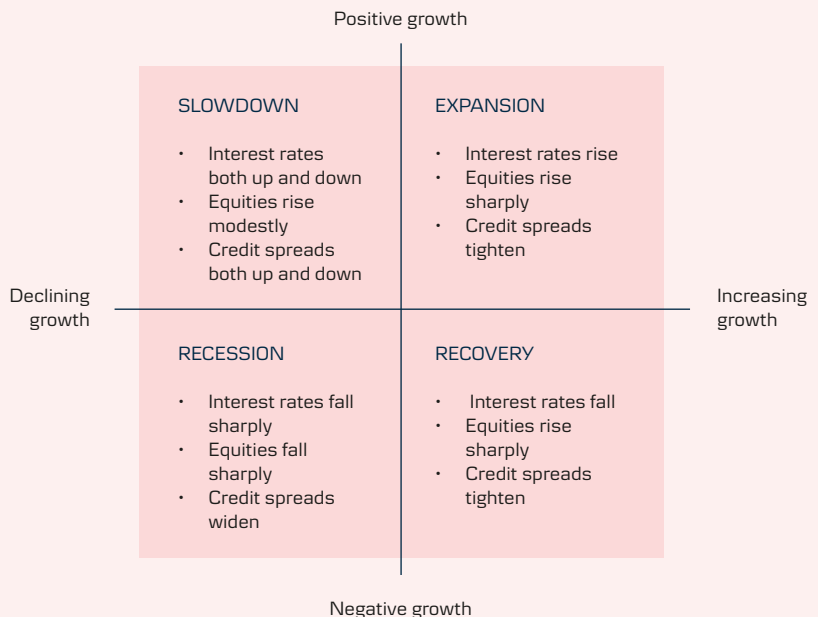 Positive growth
SLOWDOWN
• Interest rates
both up and down
• Equities rise
modestly
• Credit spreads
both up and down
EXPANSION
• Interest rates rise
• Equities rise
sharply
• Credit spreads
tighten
Declining
growth
Increasing
growth
RECESSION
• Interest rates fall
sharply
• Equities fall
sharply
• Credit spreads
widen
RECOVERY
• Interest rates fall
• Equities rise
sharply
• Credit spreads
tighten
Negative growth